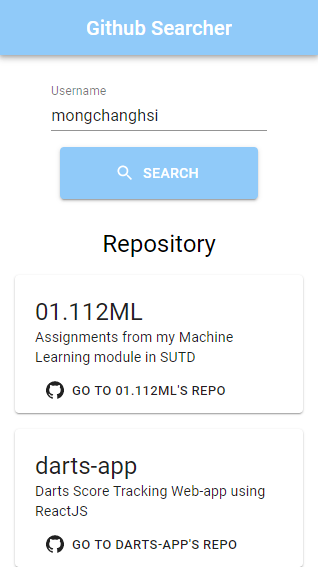 Github Searcher
Username
mongchanghsi
SEARCH
Repository
01.112ML
Assignments from my Machine
Learning module in SUTD
GO TO 01.112ML'S REPO
darts-app
Darts Score Tracking Web-app using
ReactJS
GO TO DARTS-APP'S REPO